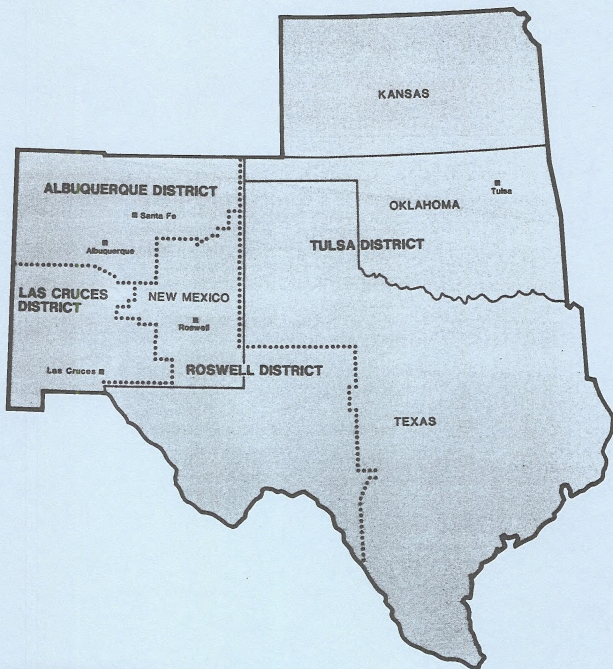 KANSAS
ALBUQUERQUE DISTRICT
Santa Fe
Tulsa
OKLAHOMA
Albuquerque
TULSA DISTRICT
LAS CRUCES
DISTRICT
NEW MEXICO
Roswell
Las Cruces
ROSWELL DISTRICT
TEXAS